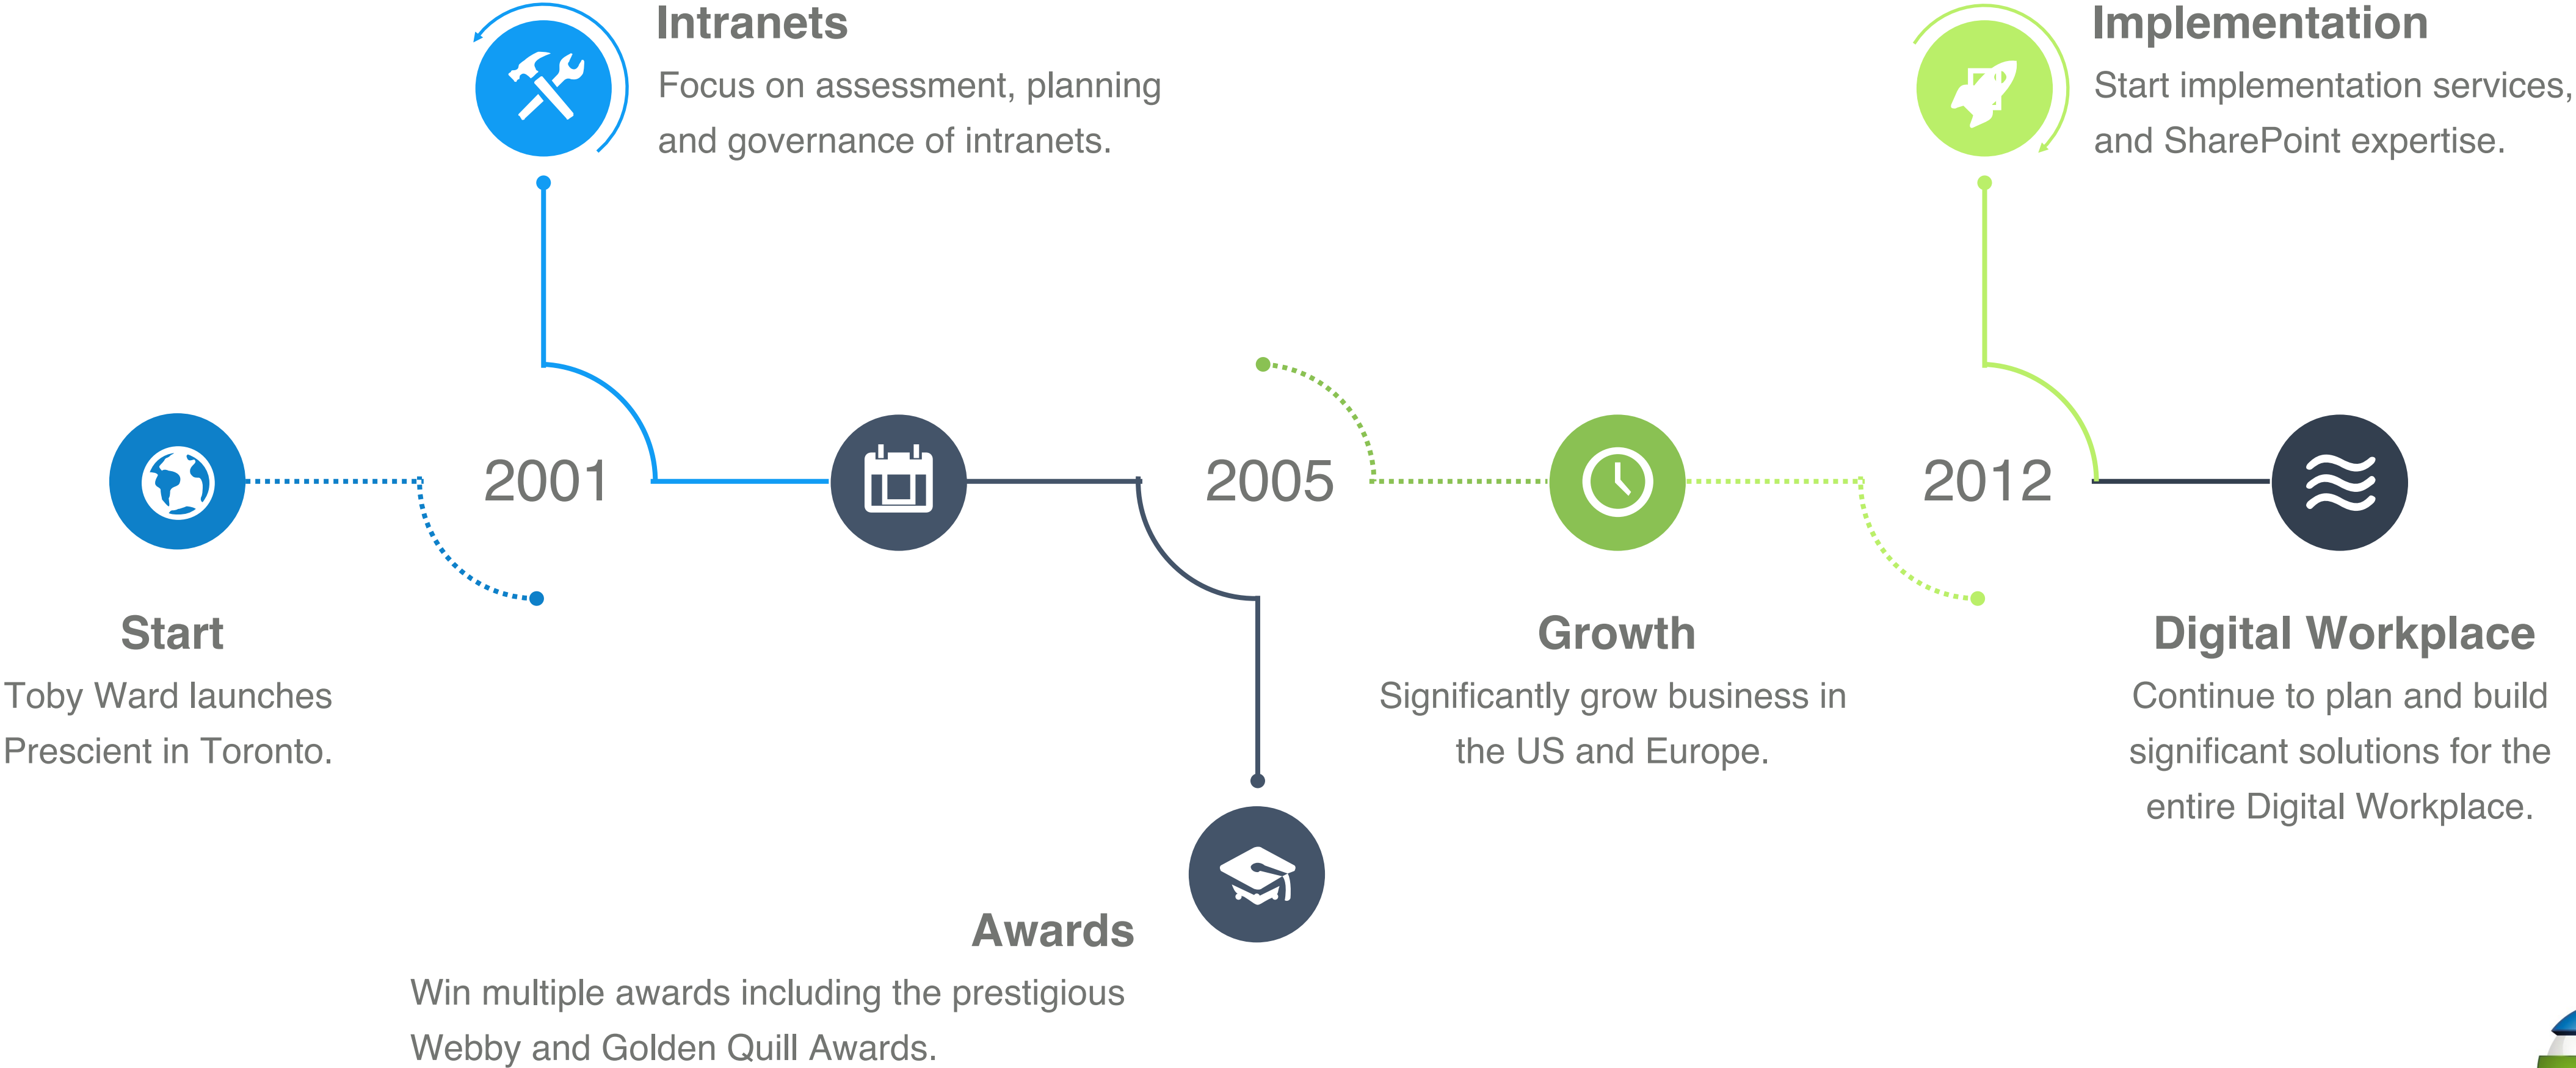 Intranets
Focus on assessment, planning
and governance of intranets.
Implementation
Start implementation services,
and SharePoint expertise.
2001
2005
2012
Start
Toby Ward launches
Prescient in Toronto.
Growth
Significantly grow business in
the US and Europe.
Digital Workplace
Continue to plan and build
significant solutions for the
entire Digital Workplace.
Awards
Win multiple awards including the prestigious
Webby and Golden Quill Awards.